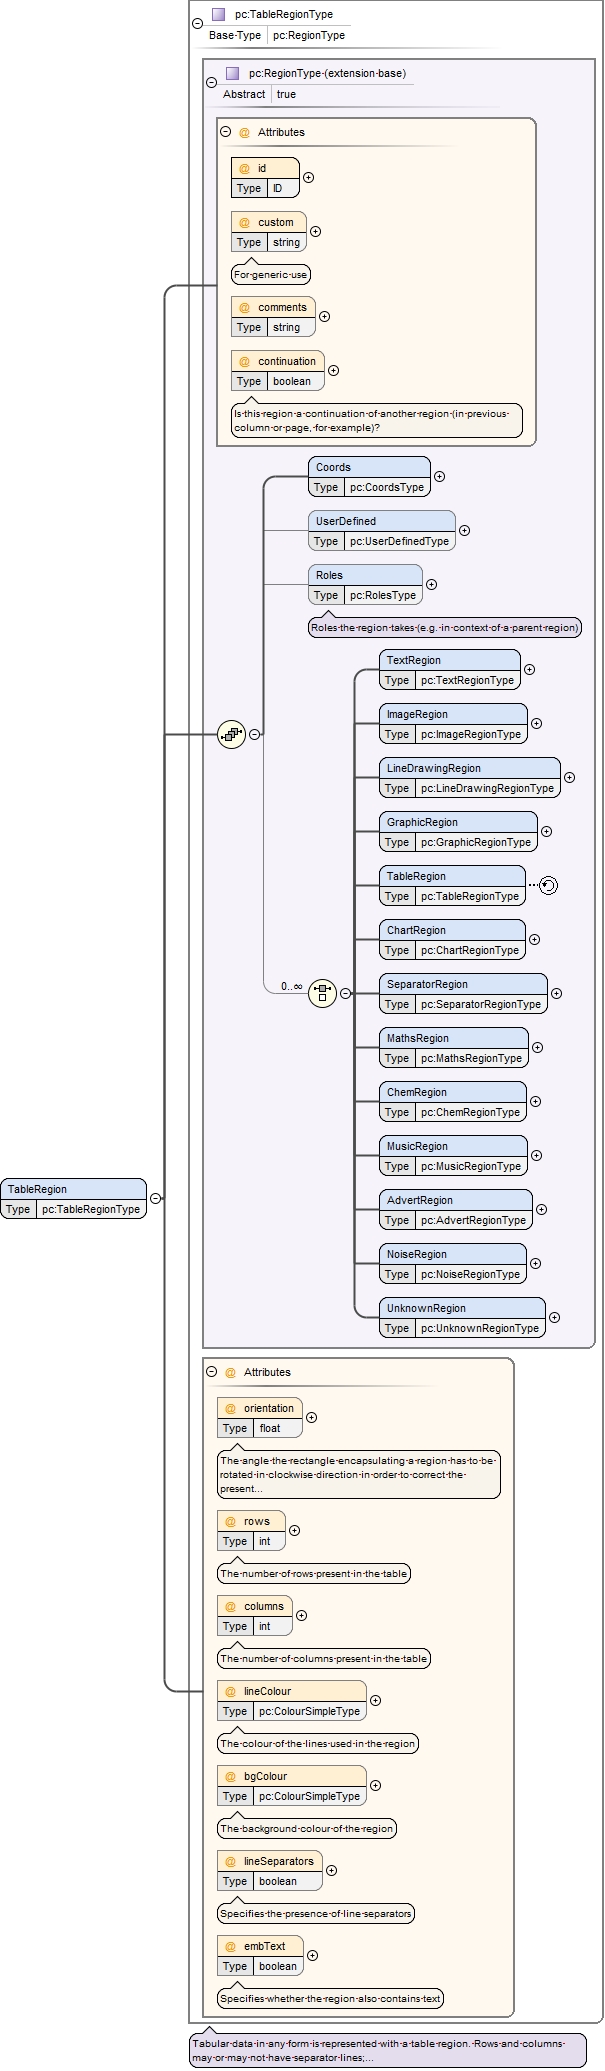 pc:TableRegionType
Base Type pc:RegionType
pc:RegionType (extension base)
Abstract true
@ Attributes
@ id
Type ID
@ custom
Type string
For generic use
@ comments
Type string
@ continuation
Type boolean
Is this region a continuation of another region (in previous
column or page, for example)?
Coords
Type pc:CoordsType
UserDefined
Type pc:UserDefinedType
Roles
Type pc:RolesType
Roles the region takes (e.g. in context of a parent region)
TextRegion
Type pc:TextRegionType
ImageRegion
Type pc:ImageRegionType
LineDrawingRegion
Type pc:LineDrawingRegionType
GraphicRegion
Type pc:GraphicRegionType
TableRegion
Type pc:TableRegionType
ChartRegion
Type pc:ChartRegionType
0..∞
SeparatorRegion
Type pc:SeparatorRegionType
MathsRegion
Type pc:MathsRegionType
ChemRegion
Type pc:ChemRegionType
MusicRegion
Type pc:MusicRegionType
TableRegion
Type pc:TableRegionType
AdvertRegion
Type pc:AdvertRegionType
NoiseRegion
Type pc:NoiseRegionType
UnknownRegion
Type pc:UnknownRegionType
@ Attributes
@ orientation
Type float
The angle the rectangle encapsulating a region has to be
rotated in clockwise direction in order to correct the
present...
@ rows
Type int
The number of rows present in the table
@ columns
Type int
The number of columns present in the table
@ lineColour
Type pc:ColourSimpleType
The colour of the lines used in the region
@ bgColour
Type pc:ColourSimpleType
The background colour of the region
@ lineSeparators
Type boolean
Specifies the presence of line separators
@ embText
Type boolean
Specifies whether the region also contains text
Tabular data in any form is represented with a table region. Rows and columns
may or may not have separator lines;...